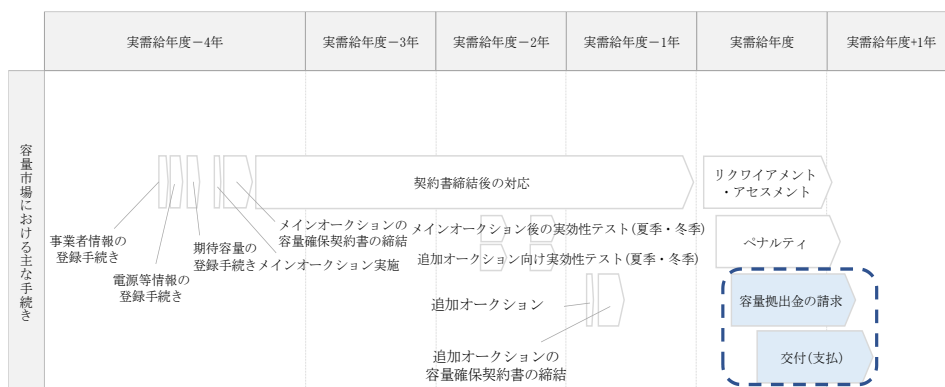 実需給年度－4年
実需給年度－3年
実需給年度－2年
実需給年度－1年
実需給年度
実需給年度+1年
容量市場における主な手続き
事業者情報の
登録手続き
電源等情報の
登録手続き
期待容量の
登録手続き
メインオークション実施
メインオークションの
容量確保契約書の締結
契約書締結後の対応
メインオークション後の実効性テスト(夏季・冬季)
追加オークション向け実効性テスト(夏季・冬季)
追加オークション
追加オークションの
容量確保契約書の締結
リクワイアメント
・アセスメント
ペナルティ
容量拠出金の請求
交付(支払)